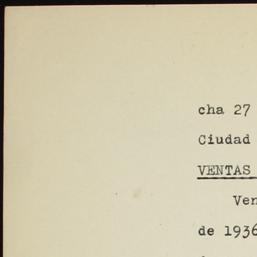 cha 27
Ciudad
VENTAS
Ven
de 1936